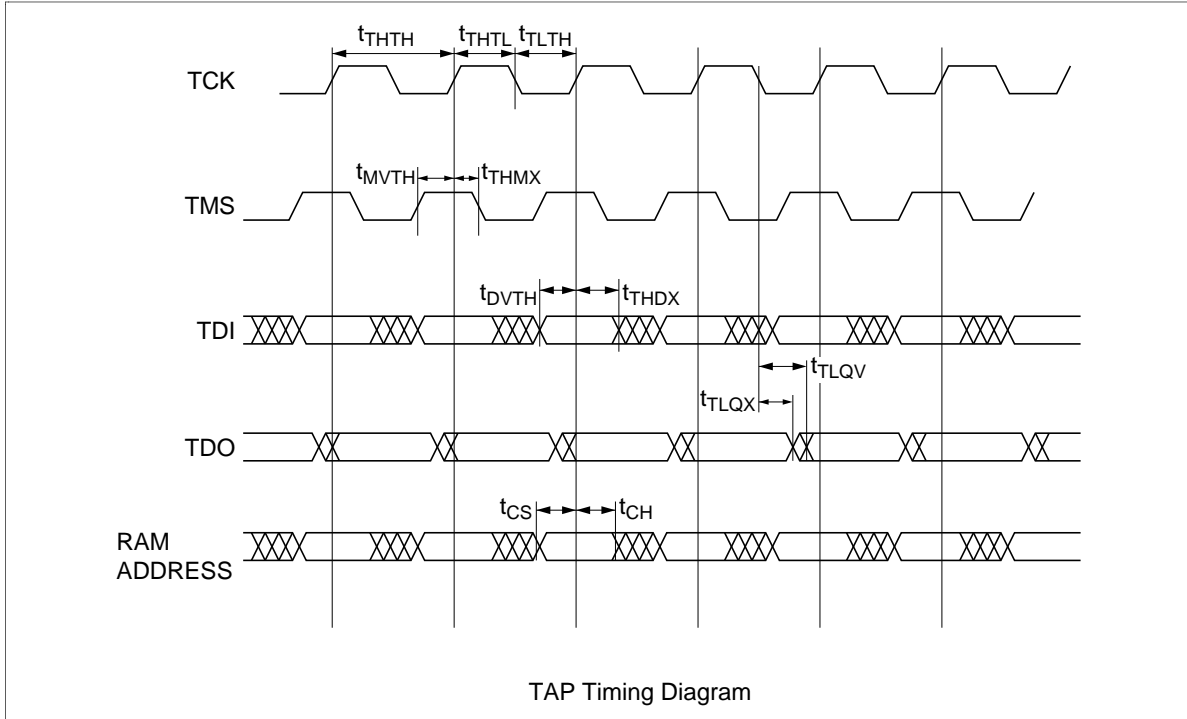 tTHTH tTHTL tTLTH
TCK
tMVTH tTHMX
TMS
tDVTH tTHDX
TDI
tTLQV
tTLQX
TDO
tCS tCH
RAM
ADDRESS
TAP Timing Diagram